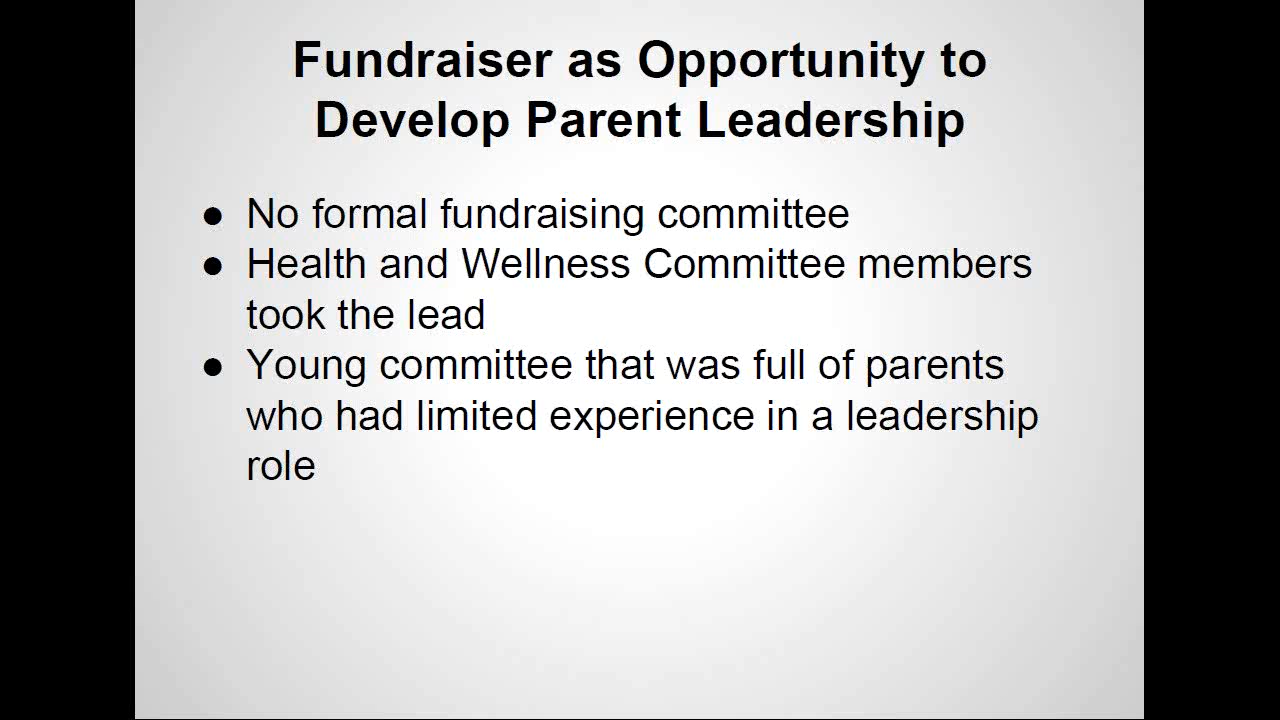 Fundraiser as Opportunity to
Develop Parent Leadership
● No formal fundraising committee
● Health and Wellness Committee members
took the lead
● Young committee that was full of parents
who had limited experience in a leadership
role